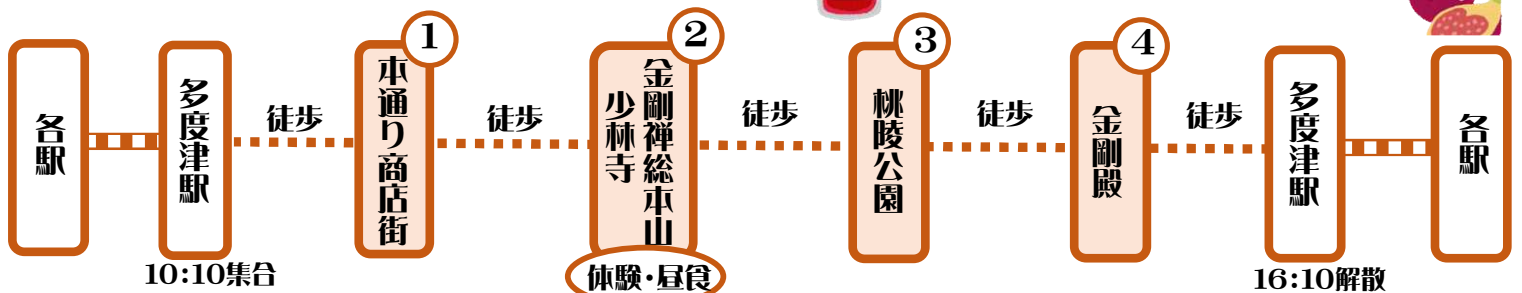 各駅
多度津駅
10:10集合
徒歩
1
本通り商店街
徒歩
2
金剛禅総本山
少林寺
体験・昼食
徒歩
3
桃陵公園
徒歩
4
金剛殿
徒歩
多度津駅
16:10解散
各駅